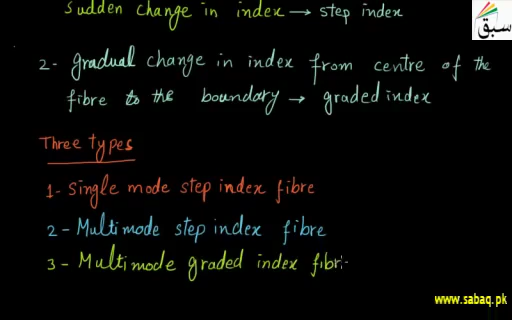 Sudden change in index → step index
سبق
2- gradual change in index from centre of the
fibre to the boundary → graded index
Three types
1- Single mode step index fibre
2- Multimode step index fibre
3- Multimode graded index fibr
www.sabaq.pk